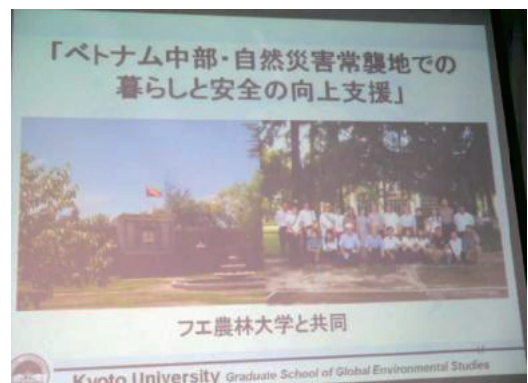 「ベトナム中部・自然災害常襲地での
暮らしと安全の向上支援」
フエ農林大学と共同
Kyoto University Graduate School of Global Environmental Studies